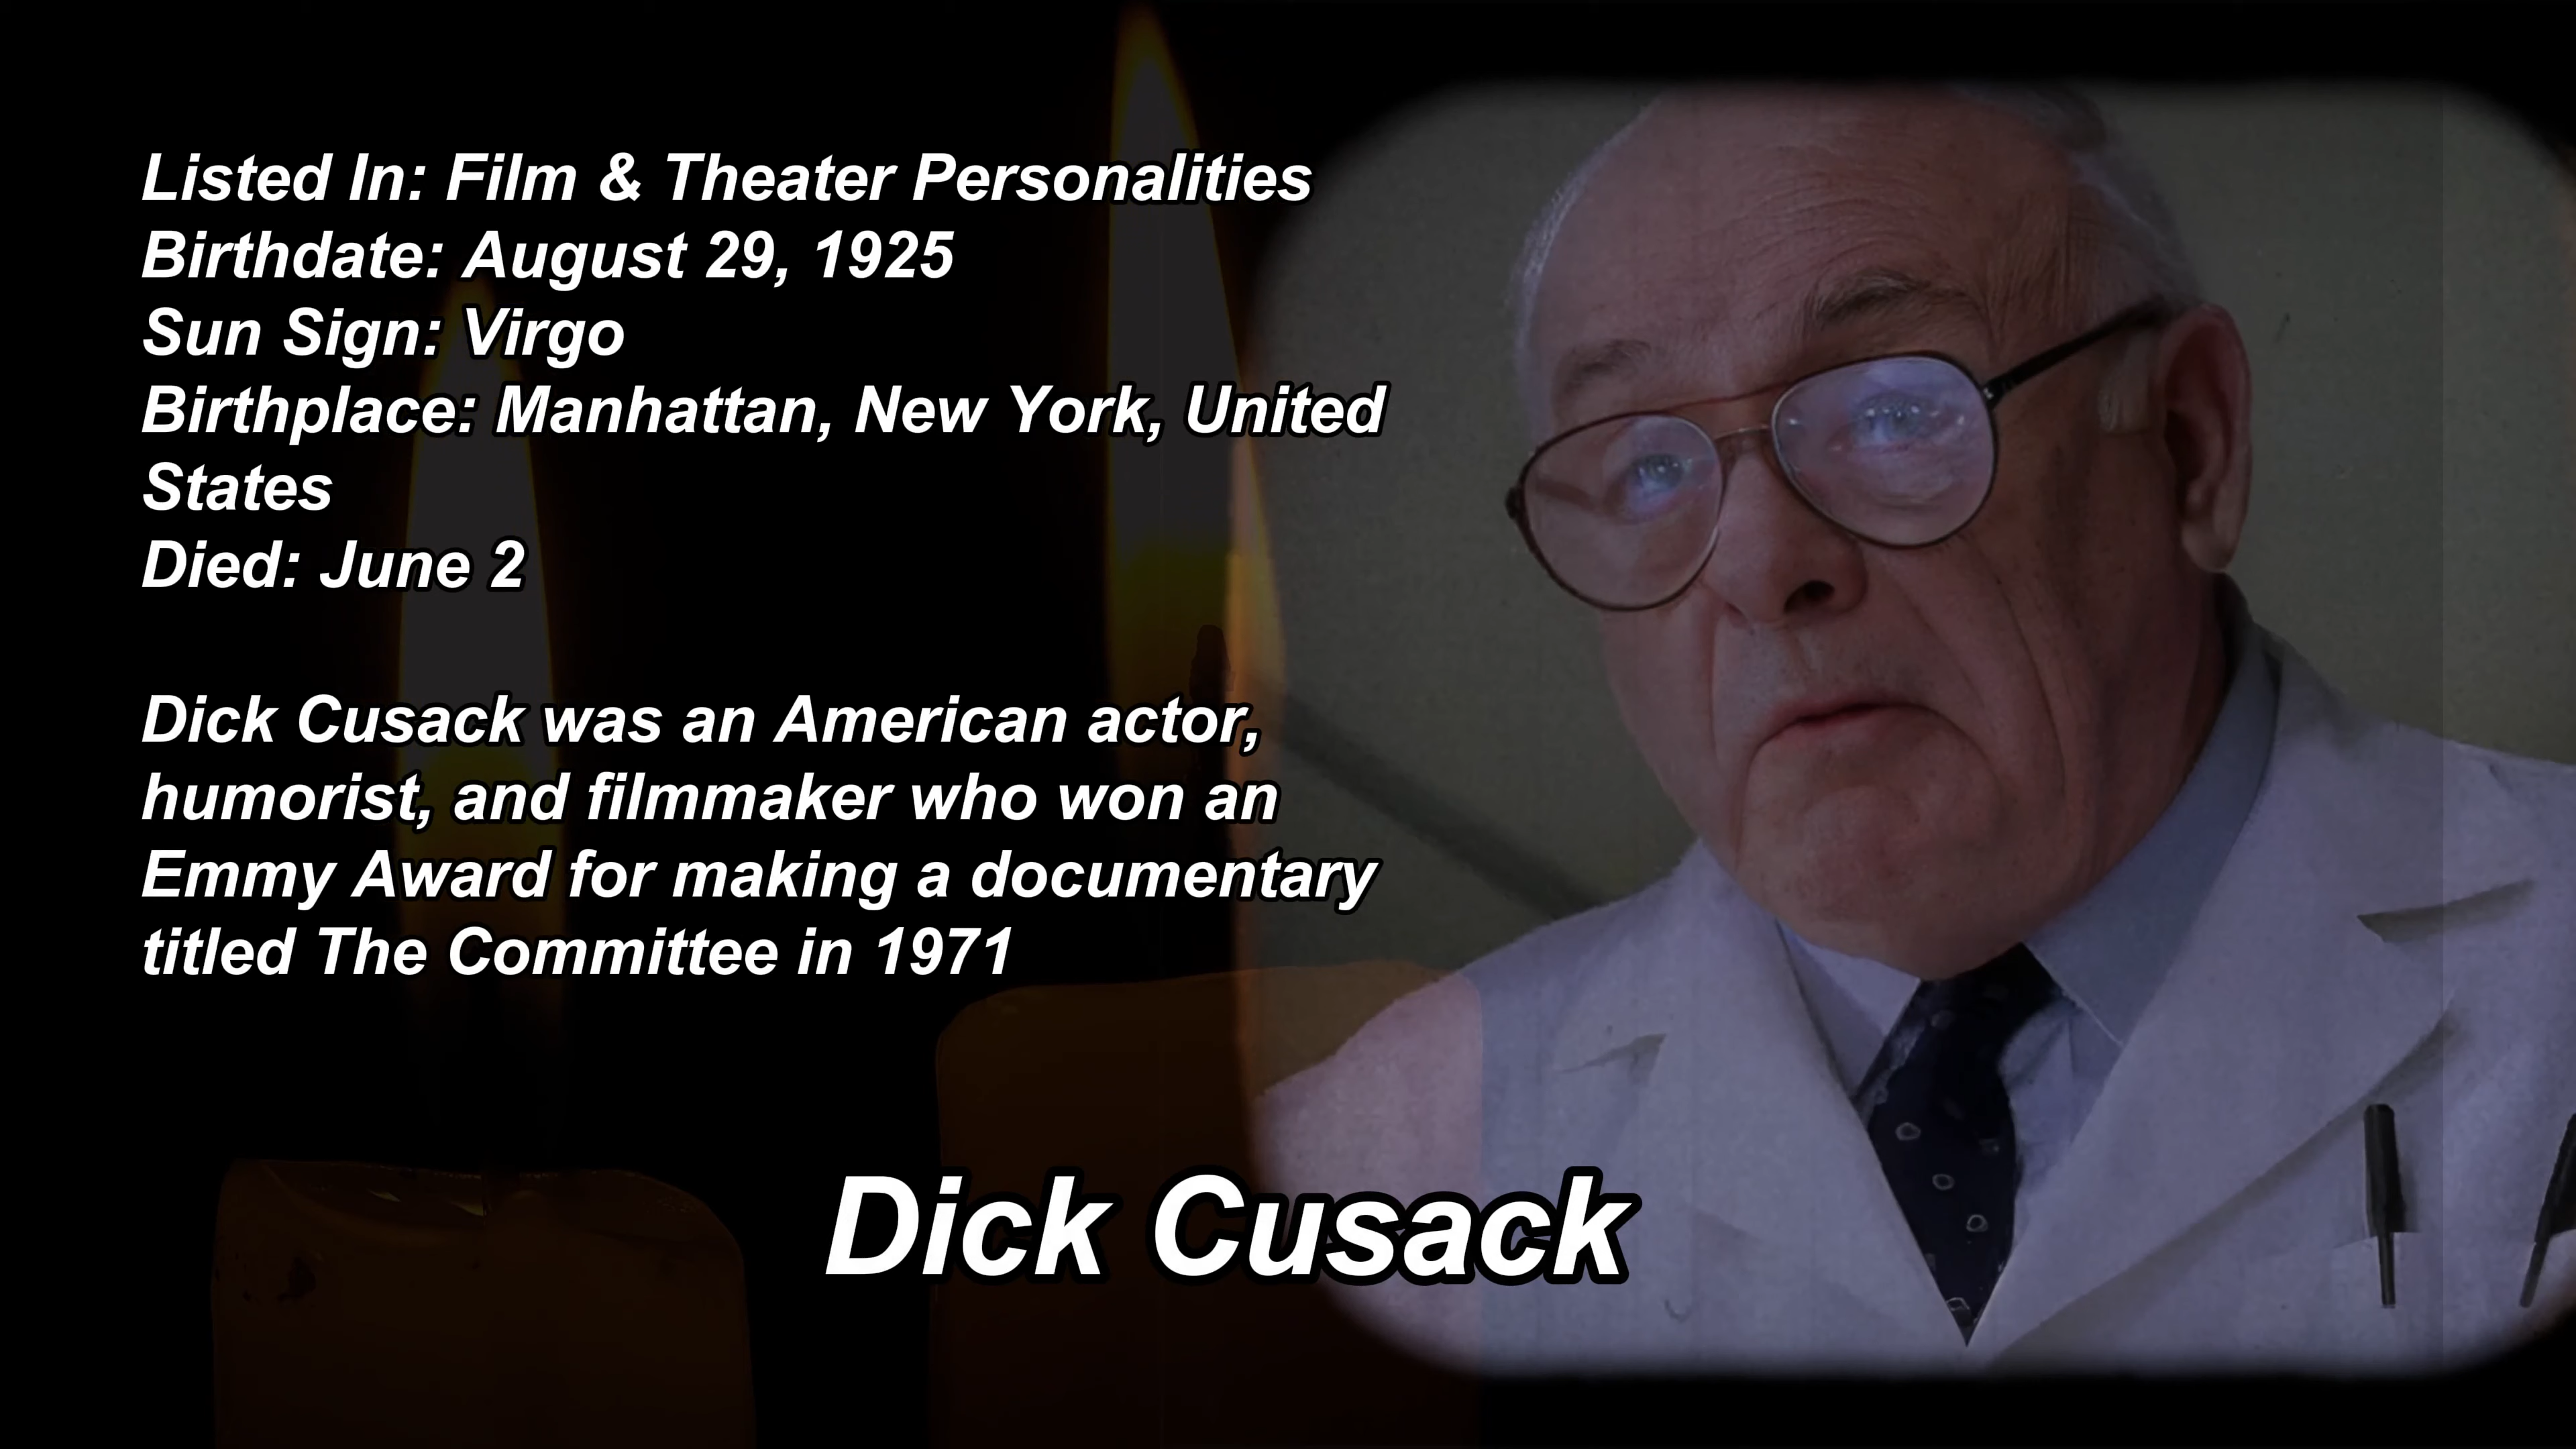 Listed In: Film & Theater Personalities
Birthdate: August 29, 1925
Sun Sign: Virgo
Birthplace: Manhattan, New York, United
States
Died: June 2
Dick Cusack was an American actor,
humorist, and filmmaker who won an
Emmy Award for making a documentary
titled The Committee in 1971
Dick Cusack